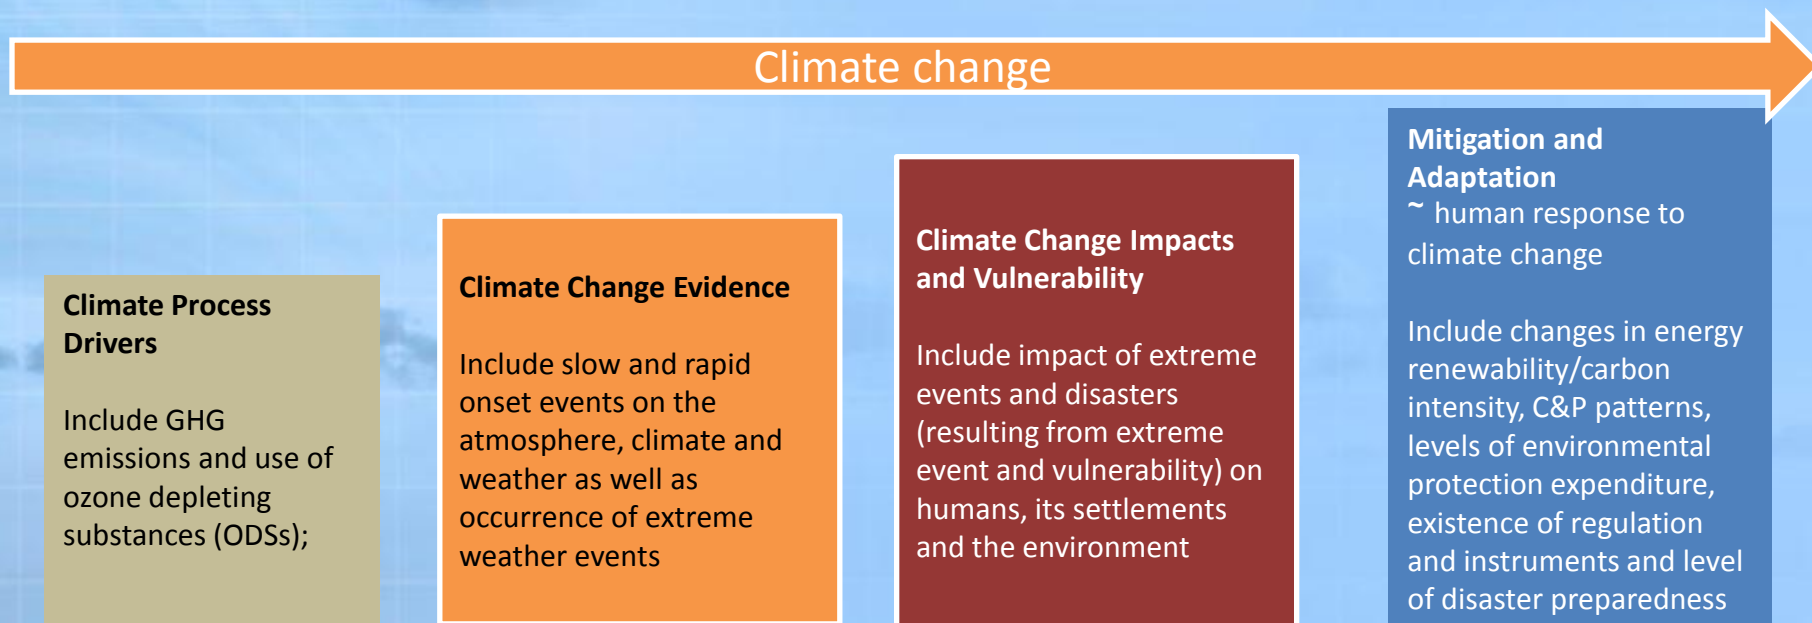 Climate change
Climate Process
Drivers
Include GHG
emissions and use of
ozone depleting
substances (ODSs);
Climate Change Evidence
Include slow and rapid
onset events on the
atmosphere, climate and
weather as well as
occurrence of extreme
weather events
Climate Change Impacts
and Vulnerability
Include impact of extreme
events and disasters
(resulting from extreme
event and vulnerability) on
humans, its settlements
and the environment
Mitigation and
Adaptation
~ human response to
climate change
Include changes in energy
renewability/carbon
intensity, C&P patterns,
levels of environmental
protection expenditure,
existence of regulation
and instruments and level
of disaster preparedness